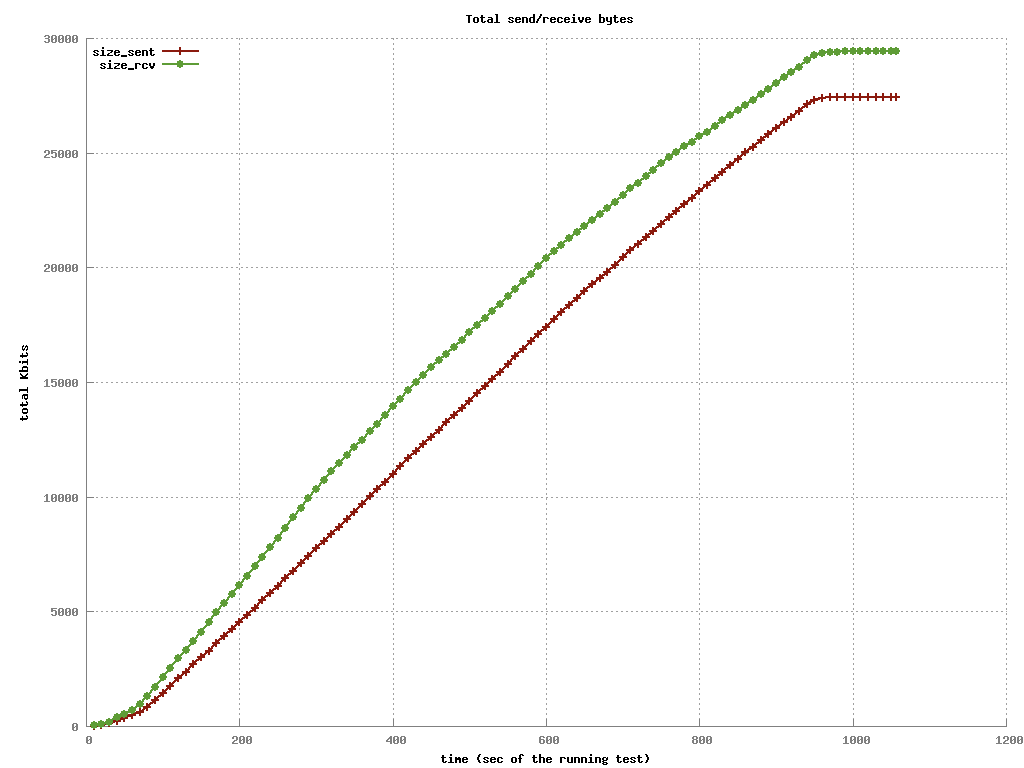 Total send/receive bytes
30000
size_sent
size_rcv
25000
20000
15000
total Kbits
10000
5000
0
0 200 400 600 800 1000 1200
time (sec of the running test)